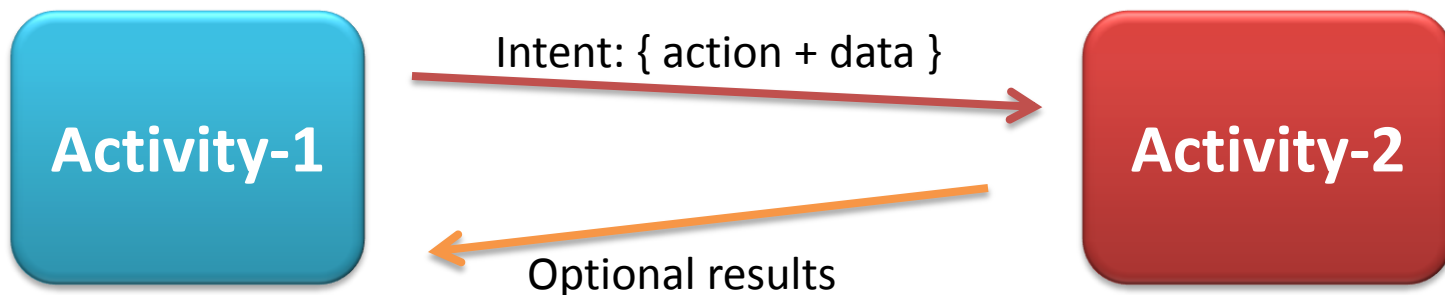 Intent: { action + data }
Activity-1
Activity-2
Optional results